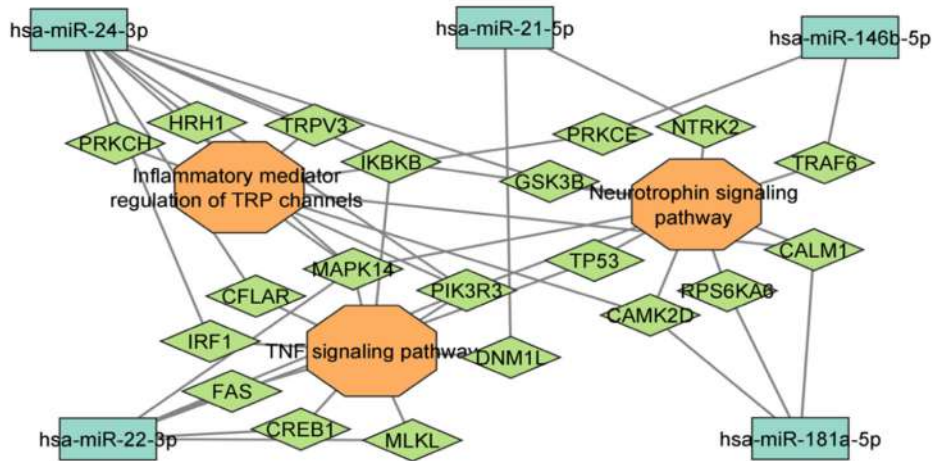 hsa-miR-24-3p
hsa-miR-21-5p
hsa-miR-146b-5p
HRH1
TRPV3
PRKCH
IKBKB
PRKCE
NTRK2
TRAF6
GSK3B
Inflammatory mediator
regulation of TRP channels
Neurotrophin signaling
pathway
MAPK14
TP53
CALM1
CFLAR
PIK3R3
RPS6KA6
CAMK2D
IRF1
TNF signaling pathway
DNM1L
FAS
CREB1
MLKL
hsa-miR-22-3p
hsa-miR-181a-5p